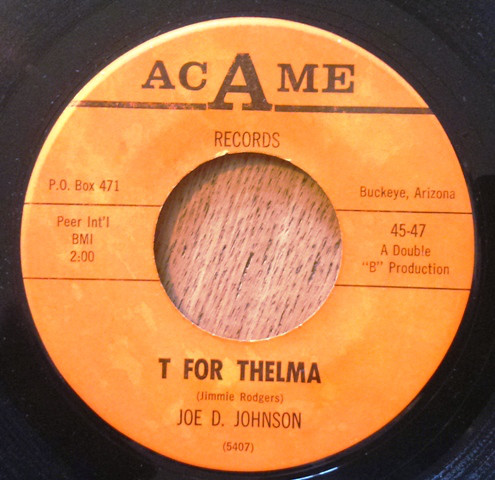 ACAME
RECORDS
P.O. Box 471
Buckeye, Arizona
Peer Int'l
BMI
2:00
45-47
A Double
"B" Production
T FOR THELMA
(Jimmie Rodgers)
JOE D. JOHNSON
(5407)